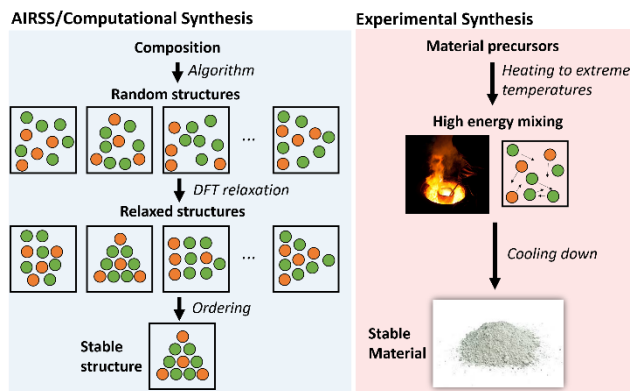 AIRSS/Computational Synthesis
Composition
Algorithm
Random structures
...
DFT relaxation
Relaxed structures
...
Ordering
Stable
structure
Experimental Synthesis
Material precursors
Heating to extreme
temperatures
High energy mixing
Cooling down
Stable
Material